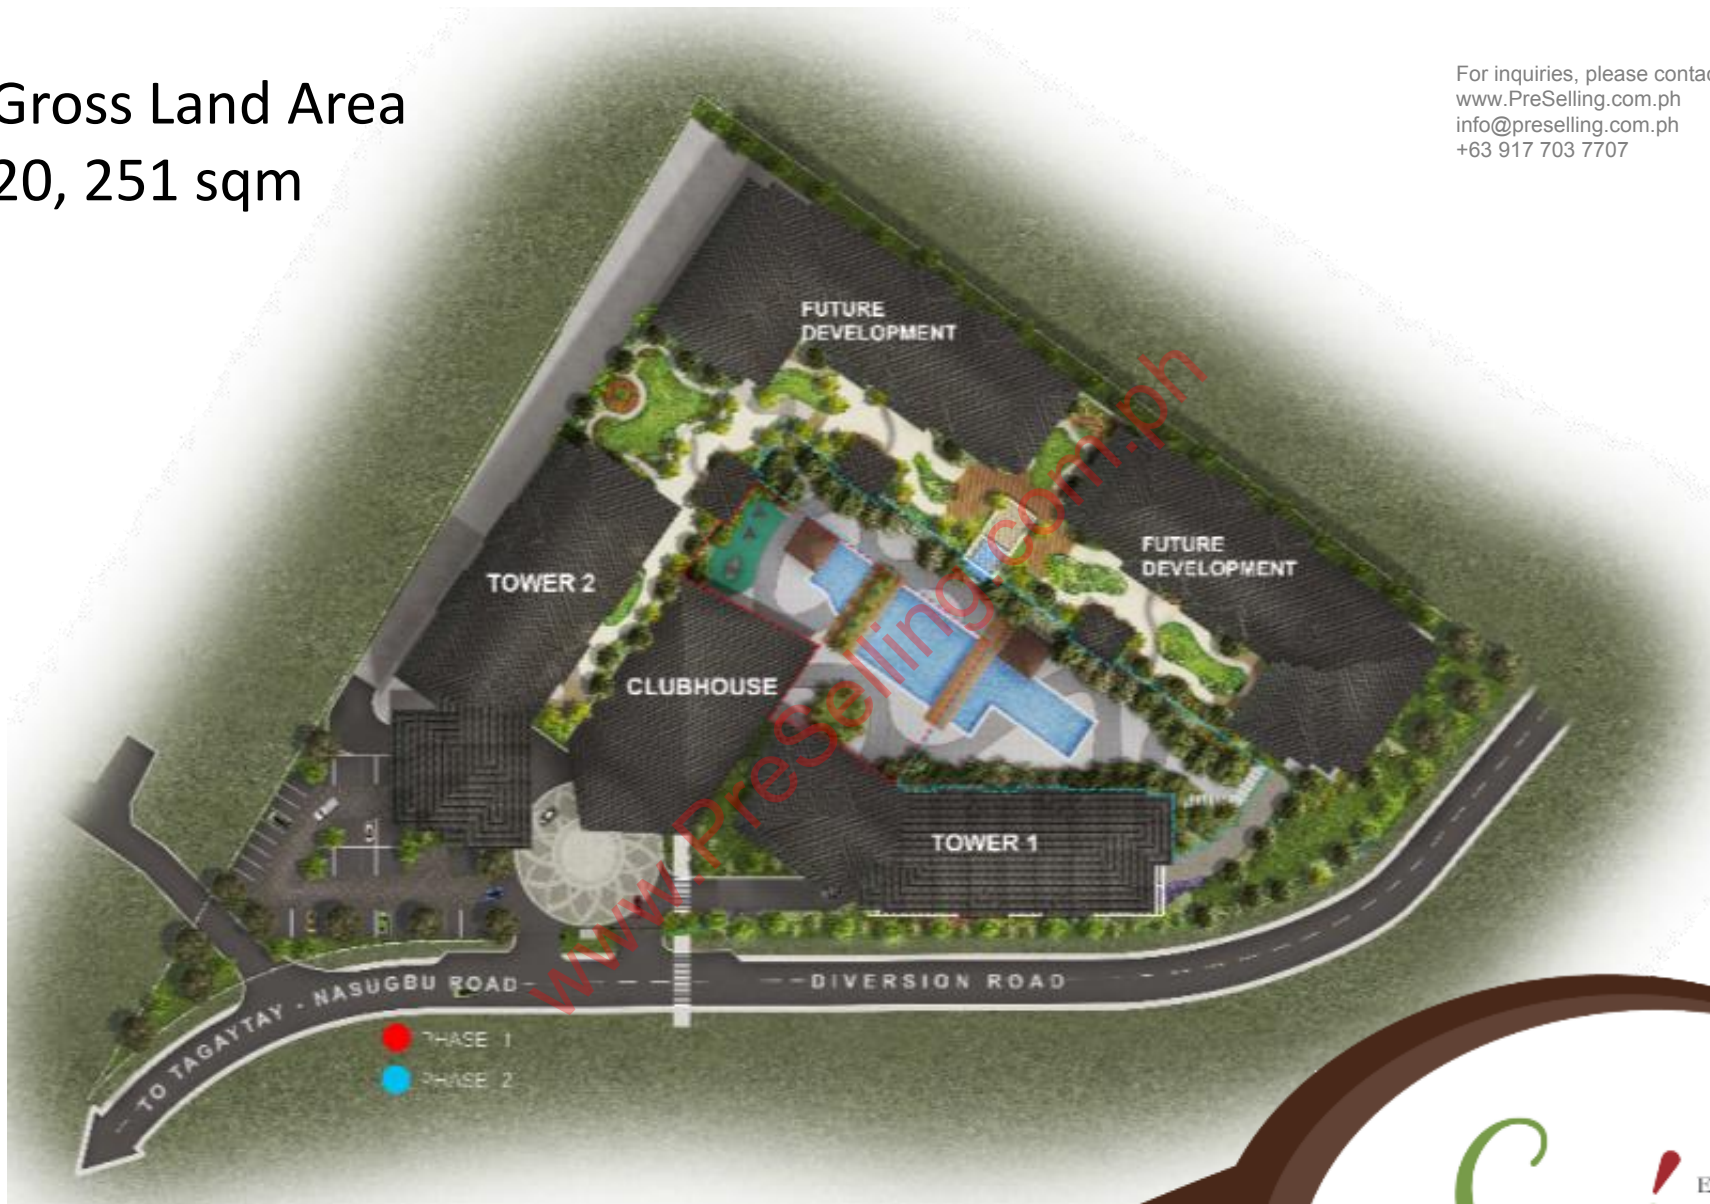 Gross Land Area
20, 251 sqm
For inquiries, please contac
www.PreSelling.com.ph
info@preselling.com.ph
+63 917 703 7707
FUTURE
DEVELOPMENT
FUTURE
DEVELOPMENT
TOWER 2
CLUBHOUSE
TOWER 1
www.PreSelling.com.ph
TO TAGAYTAY - NASUGBU ROAD
DIVERSION ROAD
PHASE 1
PHASE 2